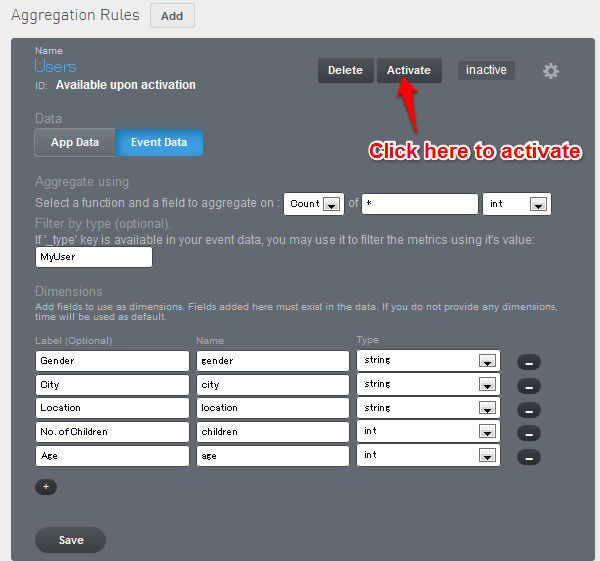 Aggregation Rules Add
Name
Users
ID: Available upon activation
Delete Activate inactive
Click here to activate
Data
App Data Event Data
Aggregate using
Select a function and a field to aggregate on : Count of * int
Filter by type (optional).
If '_type' key is available in your event data, you may use it to filter the metrics using it's value:
MyUser
Dimensions
Add fields to use as dimensions. Fields added here must exist in the data. If you do not provide any dimensions,
time will be used as default.
Label (Optional) Name Type
Gender gender string
City city string
Location location string
No. of Children children int
Age age int
+
Save